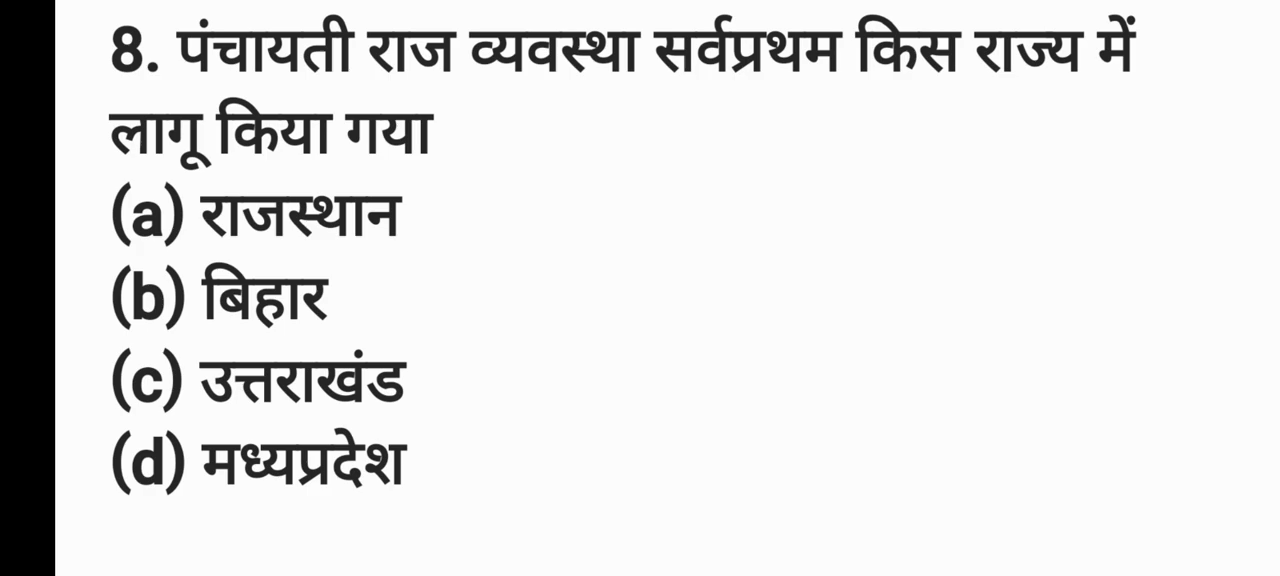 8. पंचायती राज व्यवस्था सर्वप्रथम किस राज्य में
लागू किया गया
(a) राजस्थान
(b) बिहार
(c) उत्तराखंड
(d) मध्यप्रदेश